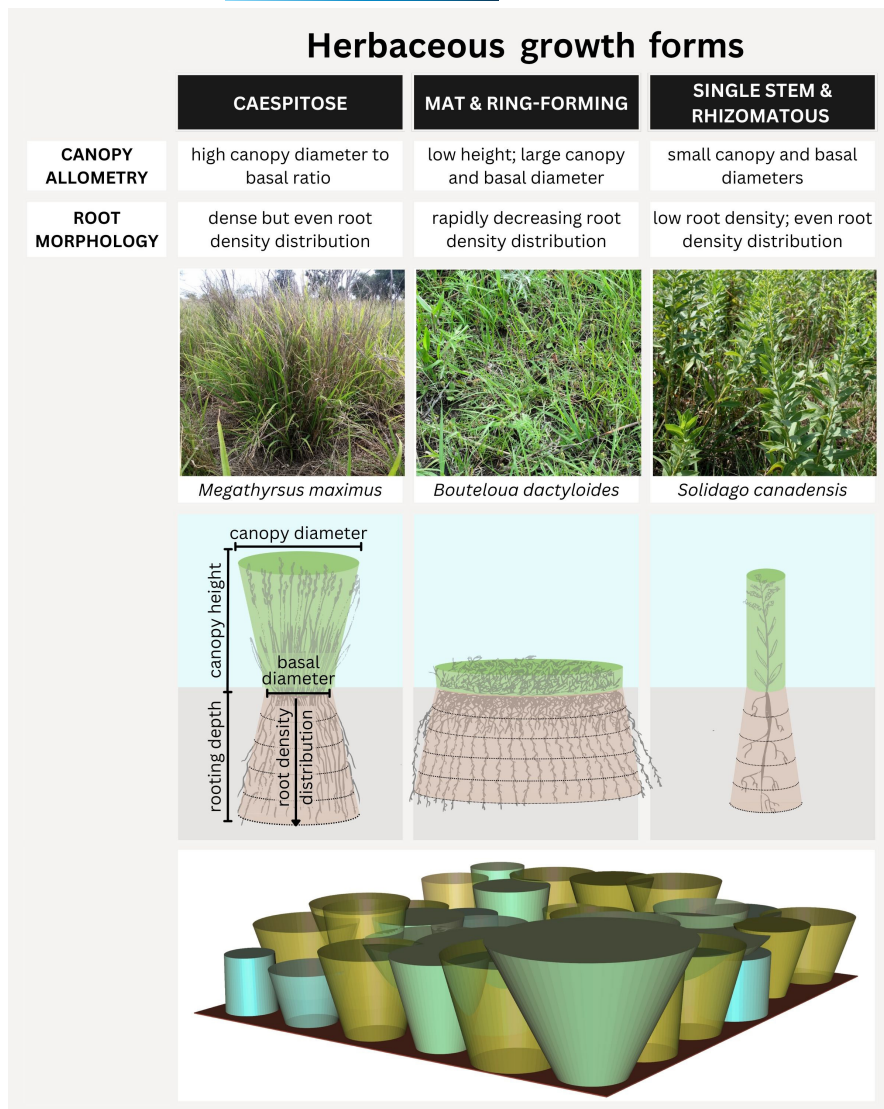 Herbaceous growth forms
CAESPITOSE
MAT & RING-FORMING
SINGLE STEM &
RHIZOMATOUS
CANOPY
ALLOMETRY
high canopy diameter to
basal ratio
low height; large canopy
and basal diameter
small canopy and basal
diameters
ROOT
MORPHOLOGY
dense but even root
density distribution
rapidly decreasing root
density distribution
low root density; even root
density distribution
Megathyrsus maximus
Bouteloua dactyloides
Solidago canadensis
canopy diameter
canopy height
basal
diameter
rooting depth
root density
distribution